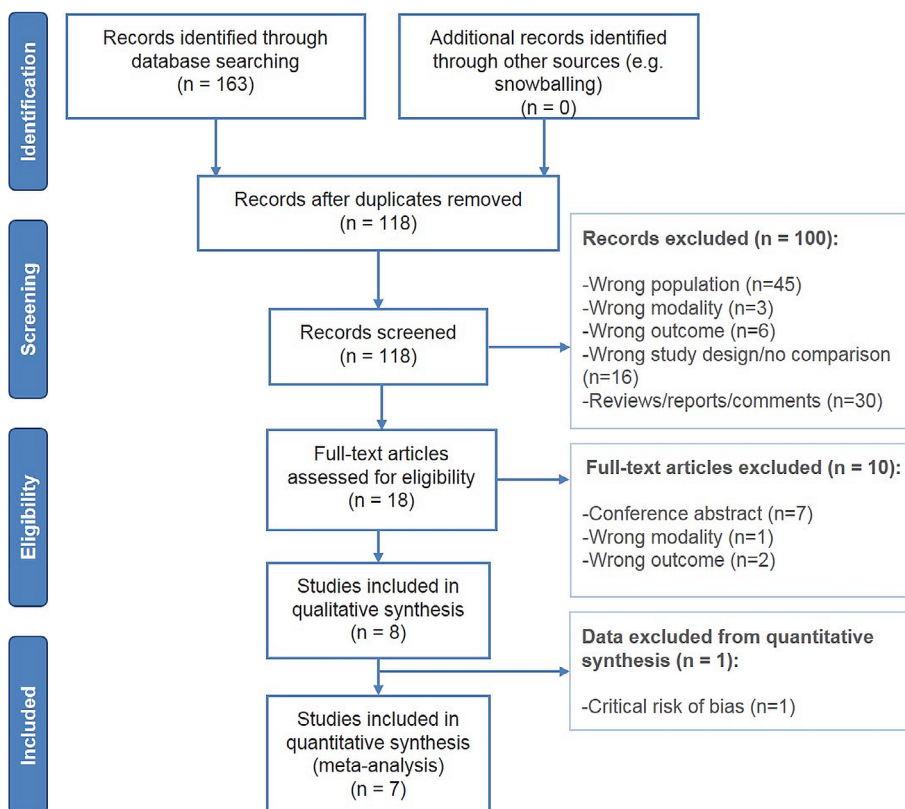 Identification
Records identified through
database searching
(n = 163)
Additional records identified
through other sources (e.g.
snowballing)
(n = 0)
Records after duplicates removed
(n = 118)
Screening
Records screened
(n = 118)
Records excluded (n = 100):
-Wrong population (n=45)
-Wrong modality (n=3)
-Wrong outcome (n=6)
-Wrong study design/no comparison
(n=16)
-Reviews/reports/comments (n=30)
Eligibility
Full-text articles
assessed for eligibility
(n = 18)
Full-text articles excluded (n = 10):
-Conference abstract (n=7)
-Wrong modality (n=1)
-Wrong outcome (n=2)
Studies included in
qualitative synthesis
(n = 8)
Included
Data excluded from quantitative
synthesis (n = 1):
-Critical risk of bias (n=1)
Studies included in
quantitative synthesis
(meta-analysis)
(n = 7)